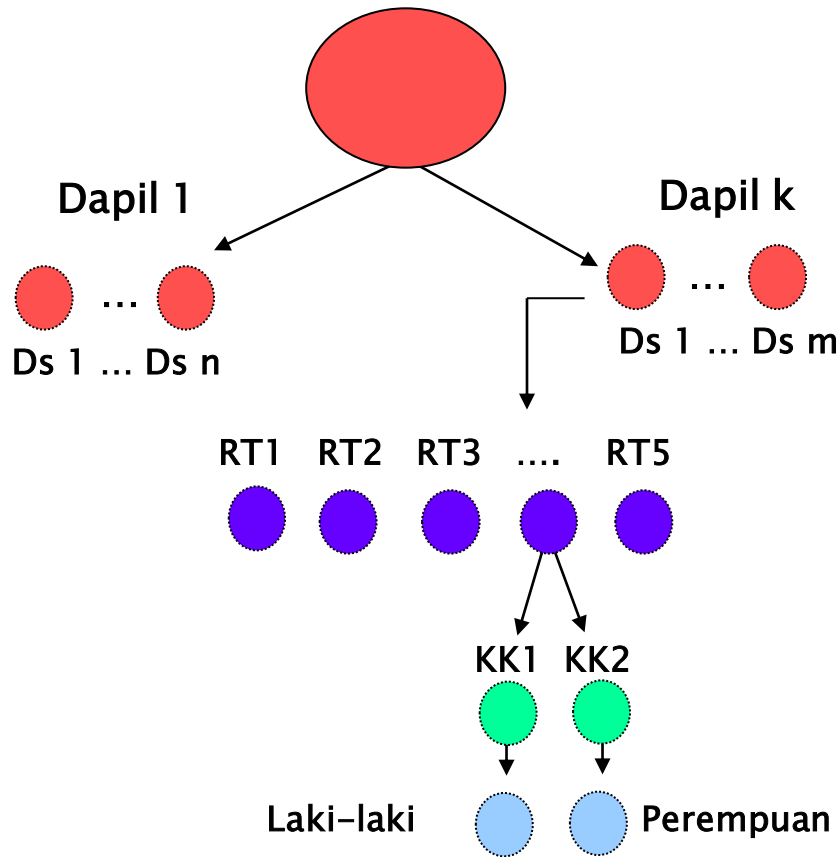 Dapil 1
Dapil k
... ...
Ds 1 ... Ds n
Ds 1 ... Ds m
RT1 RT2 RT3 .... RT5
KK1 KK2
Laki-laki Perempuan